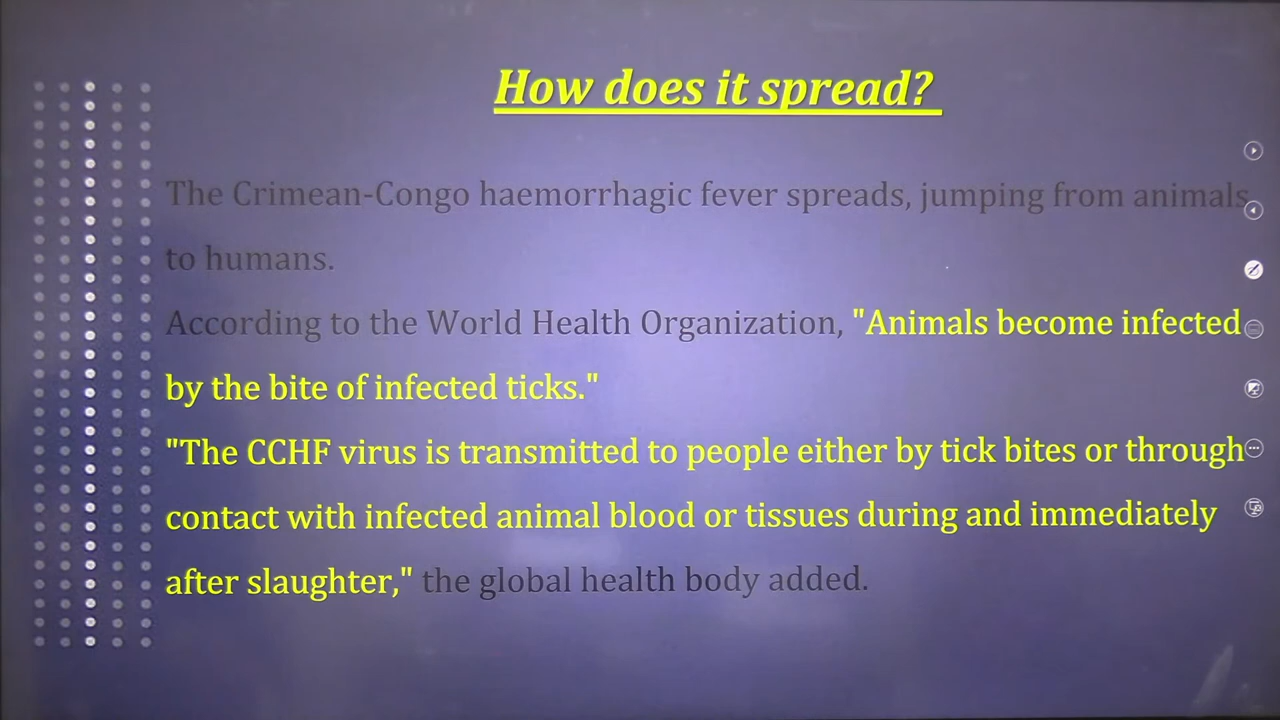 How does it spread?
The Crimean-Congo haemorrhagic fever spreads, jumping from animals
to humans.
According to the World Health Organization, "Animals become infected
by the bite of infected ticks."
"The CCHF virus is transmitted to people either by tick bites or through
contact with infected animal blood or tissues during and immediately
after slaughter," the global health body added.